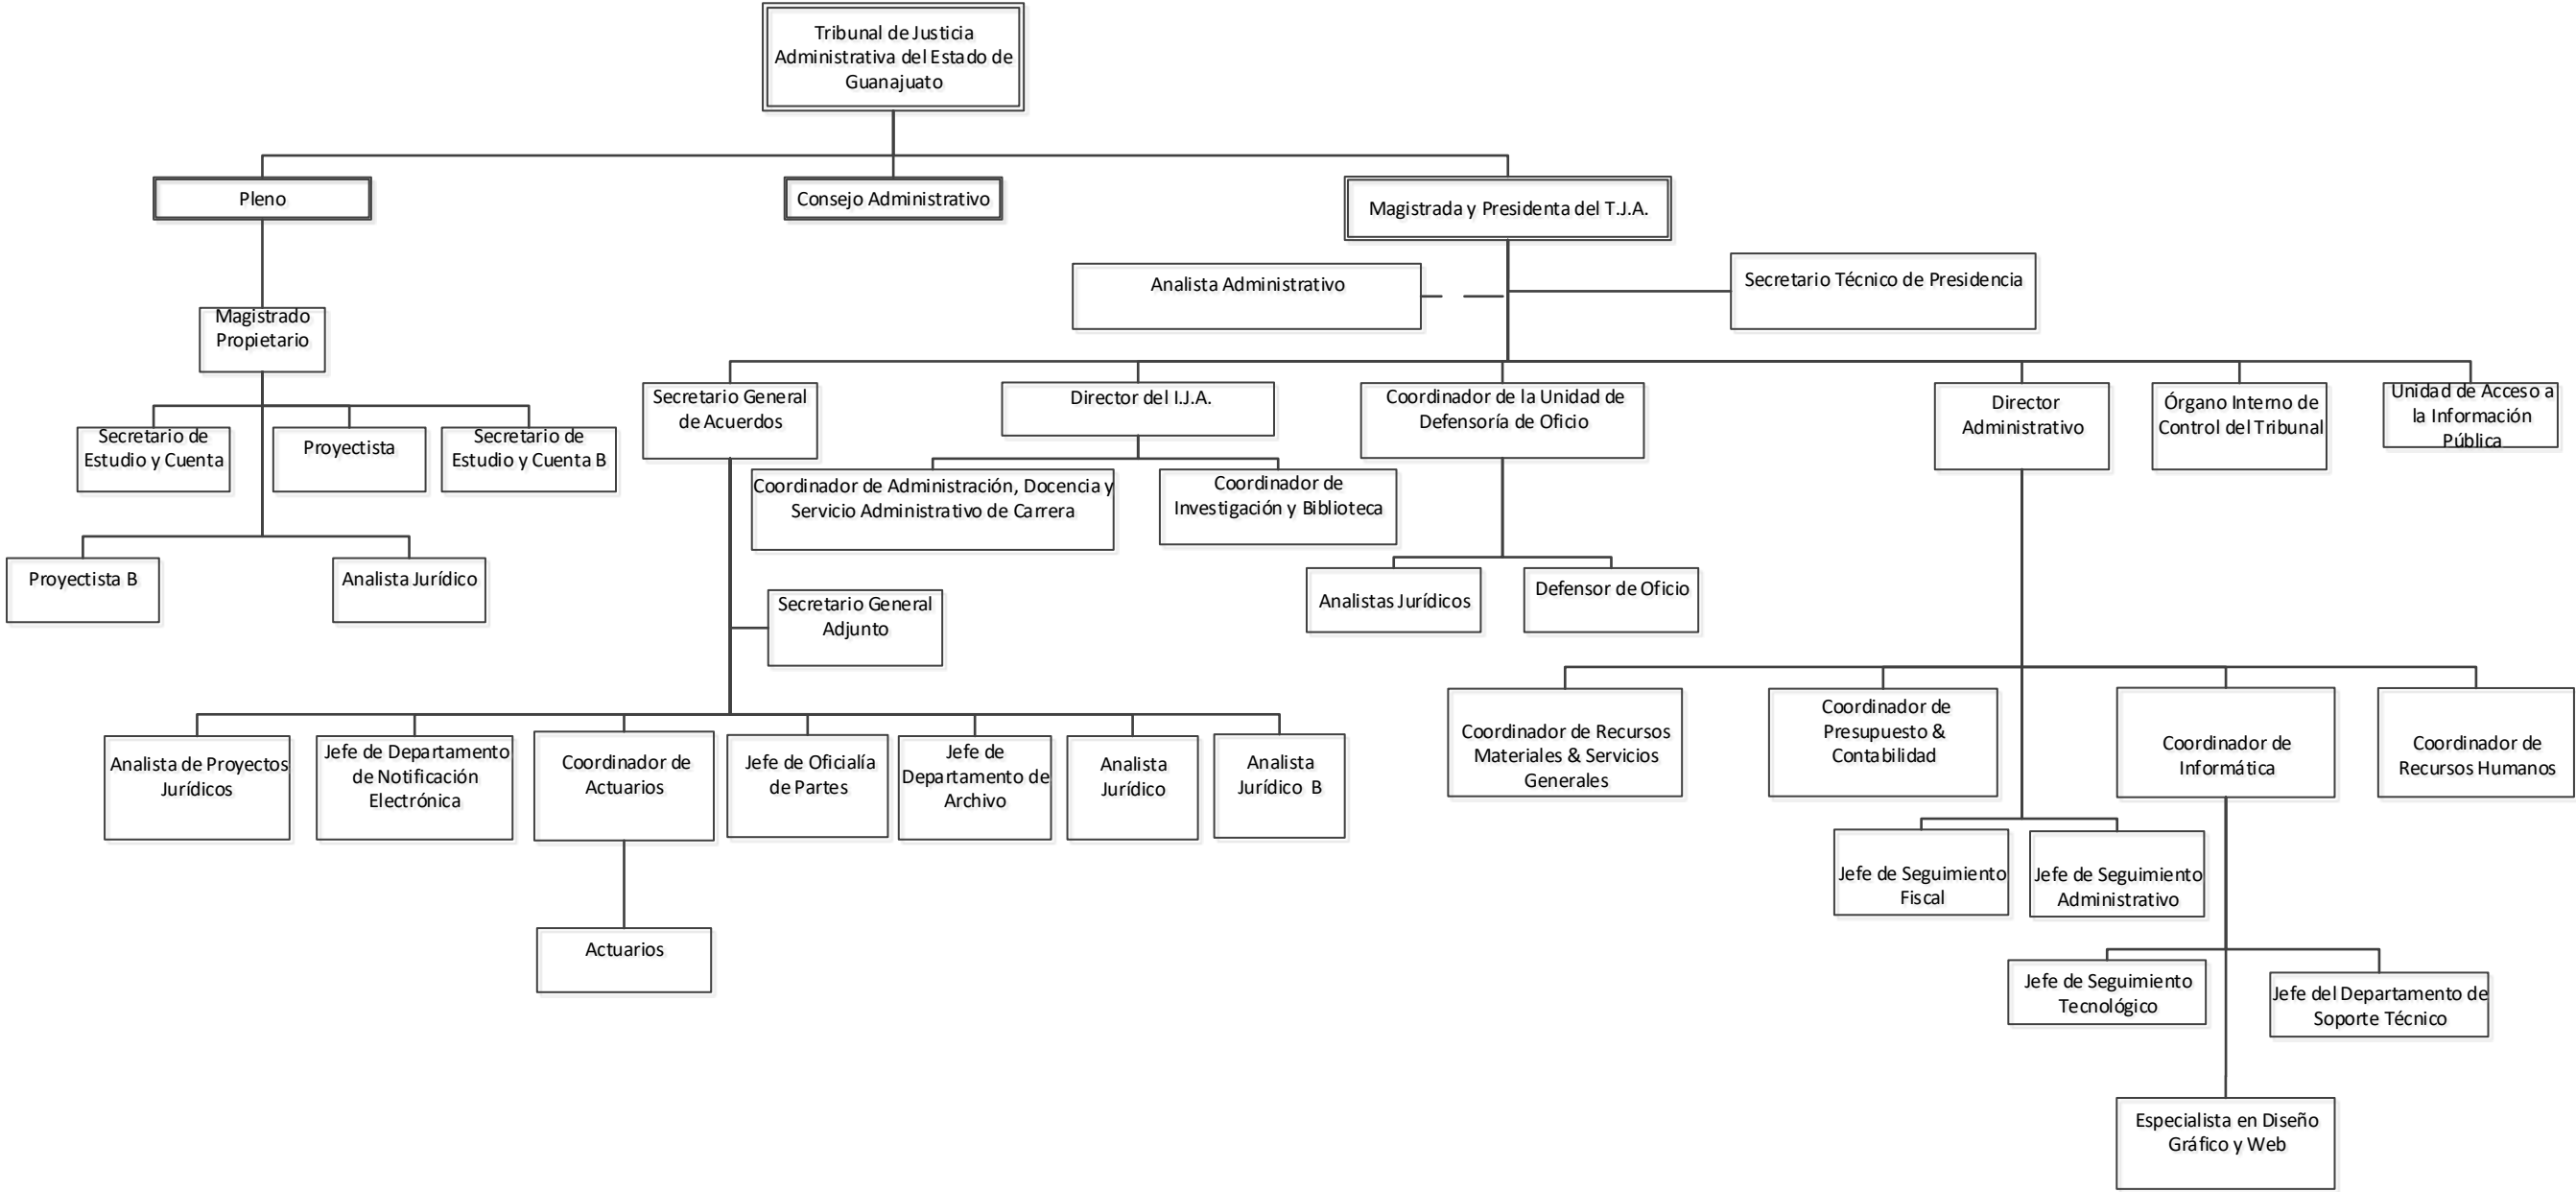 Tribunal de Justicia
Administrativa del Estado de
Guanajuato
Pleno
Consejo Administrativo
Magistrada y Presidenta del T.J.A.
Analista Administrativo
Secretario Técnico de Presidencia
Magistrado
Propietario
Secretario de
Estudio y Cuenta
Proyectista
Secretario de
Estudio y Cuenta B
Proyectista B
Analista Jurídico
Secretario General
de Acuerdos
Director del I.J.A.
Coordinador de la Unidad de
Defensoría de Oficio
Director
Administrativo
Órgano Interno de
Control del Tribunal
Unidad de Acceso a
la Información
Pública
Coordinador de Administración, Docencia y
Servicio Administrativo de Carrera
Coordinador de
Investigación y Biblioteca
Analistas Jurídicos
Defensor de Oficio
Secretario General
Adjunto
Analista de Proyectos
Jurídicos
Jefe de Departamento
de Notificación
Electrónica
Coordinador de
Actuarios
Jefe de Oficialía
de Partes
Jefe de
Departamento de
Archivo
Analista
Jurídico
Analista
Jurídico B
Actuarios
Coordinador de Recursos
Materiales & Servicios
Generales
Coordinador de
Presupuesto &
Contabilidad
Coordinador de
Informática
Coordinador de
Recursos Humanos
Jefe de Seguimiento
Fiscal
Jefe de Seguimiento
Administrativo
Jefe de Seguimiento
Tecnológico
Jefe del Departamento de
Soporte Técnico
Especialista en Diseño
Gráfico y Web